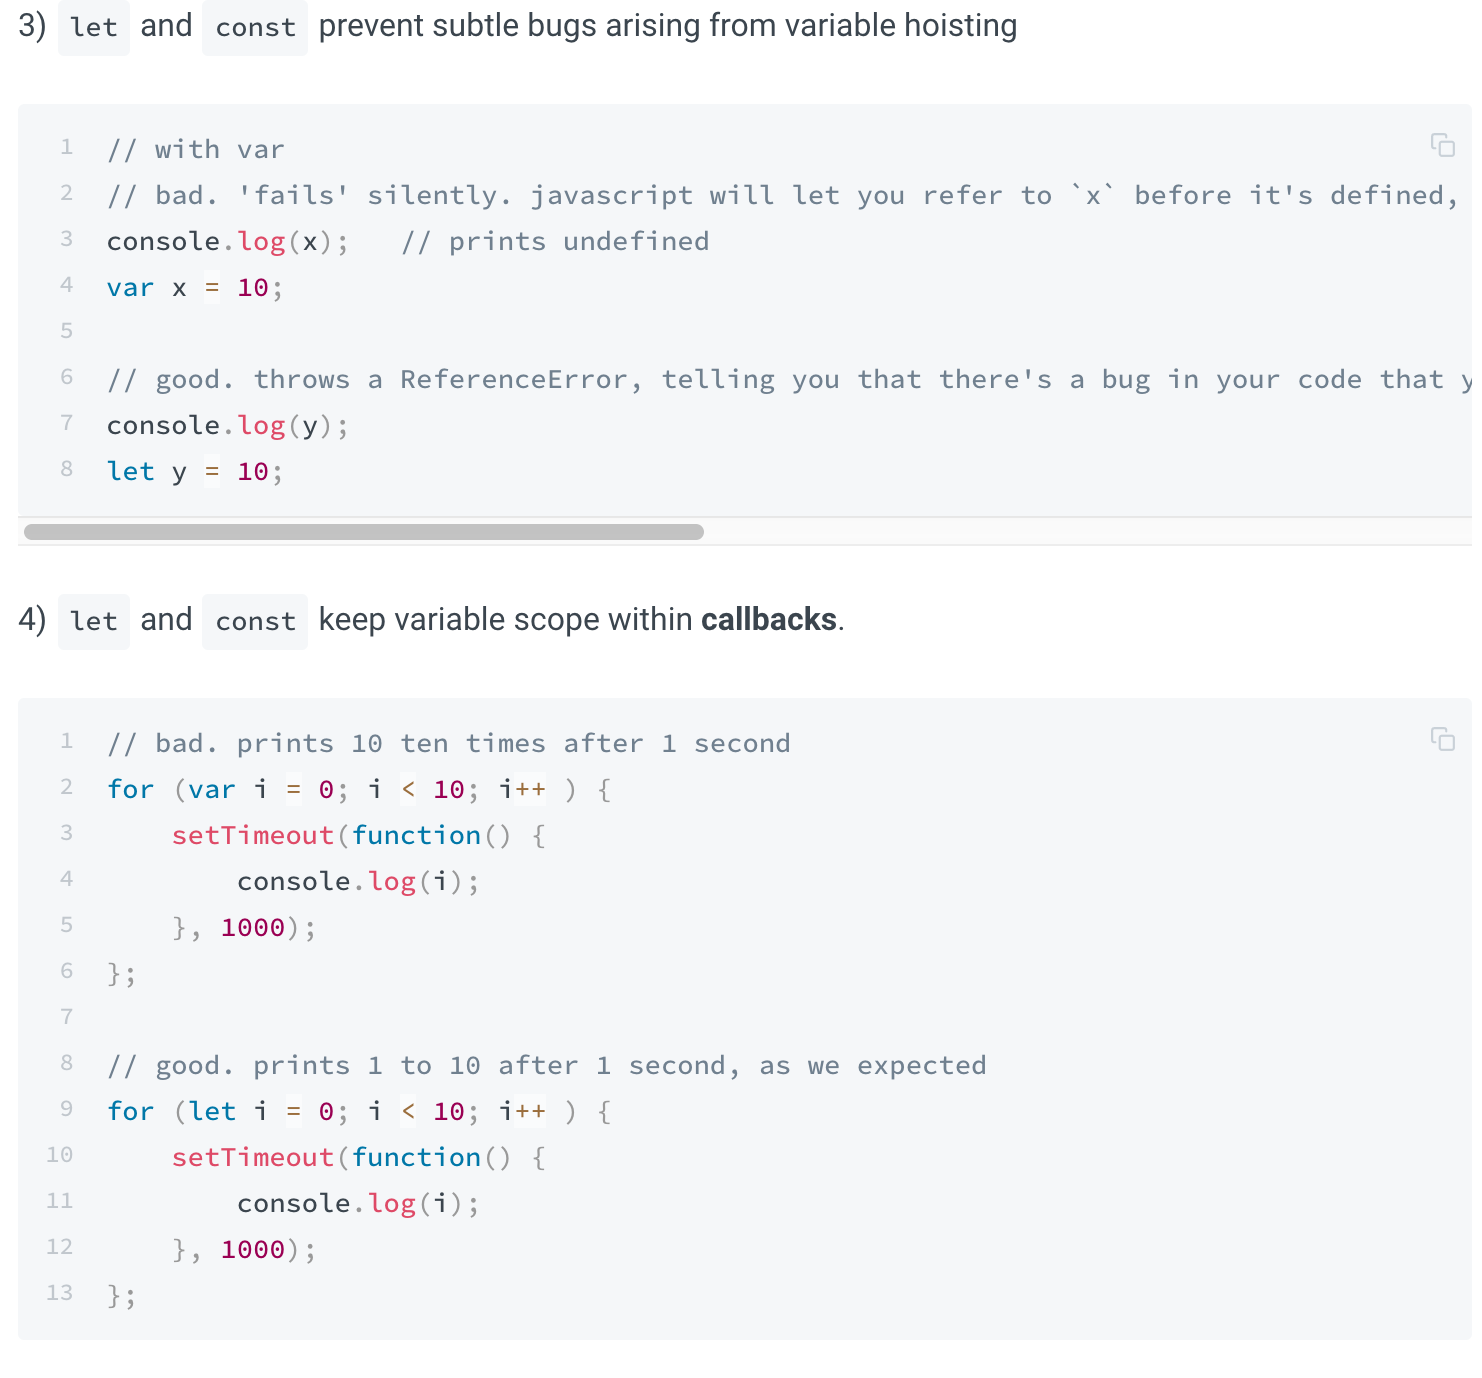 3) let and const prevent subtle bugs arising from variable hoisting
1 // with var
2 // bad. 'fails' silently. javascript will let you refer to `x` before it's defined,
3 console.log(x);   // prints undefined
4 var x = 10;
5
6 // good. throws a ReferenceError, telling you that there's a bug in your code that y
7 console.log(y);
8 let y = 10;
4) let and const keep variable scope within callbacks.
1 // bad. prints 10 ten times after 1 second
2 for (var i = 0; i < 10; i++ ) {
3     setTimeout(function() {
4         console.log(i);
5     }, 1000);
6 };
7
8 // good. prints 1 to 10 after 1 second, as we expected
9 for (let i = 0; i < 10; i++ ) {
10     setTimeout(function() {
11         console.log(i);
12     }, 1000);
13 };